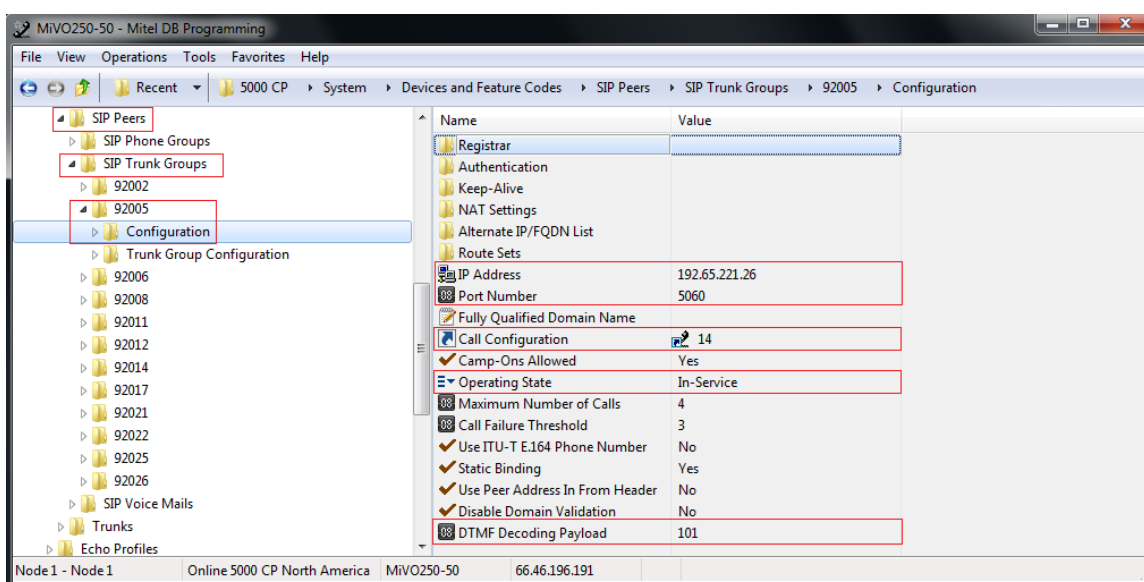 MiVO250-50 - Mitel DB Programming
File View Operations Tools Favorites Help
Recent 5000 CP System Devices and Feature Codes SIP Peers SIP Trunk Groups 92005 Configuration
SIP Peers
SIP Phone Groups
SIP Trunk Groups
92002
92005
Configuration
Trunk Group Configuration
92006
92008
92011
92012
92014
92017
92021
92022
92025
92026
SIP Voice Mails
Trunks
Echo Profiles
Name Value
Registrar
Authentication
Keep-Alive
NAT Settings
Alternate IP/FQDN List
Route Sets
IP Address 192.65.221.26
Port Number 5060
Fully Qualified Domain Name
Call Configuration 14
Camp-Ons Allowed Yes
Operating State In-Service
Maximum Number of Calls 4
Call Failure Threshold 3
Use ITU-T E.164 Phone Number No
Static Binding Yes
Use Peer Address In From Header No
Disable Domain Validation No
DTMF Decoding Payload 101
Node 1 - Node 1 Online 5000 CP North America MiVO250-50 66.46.196.191